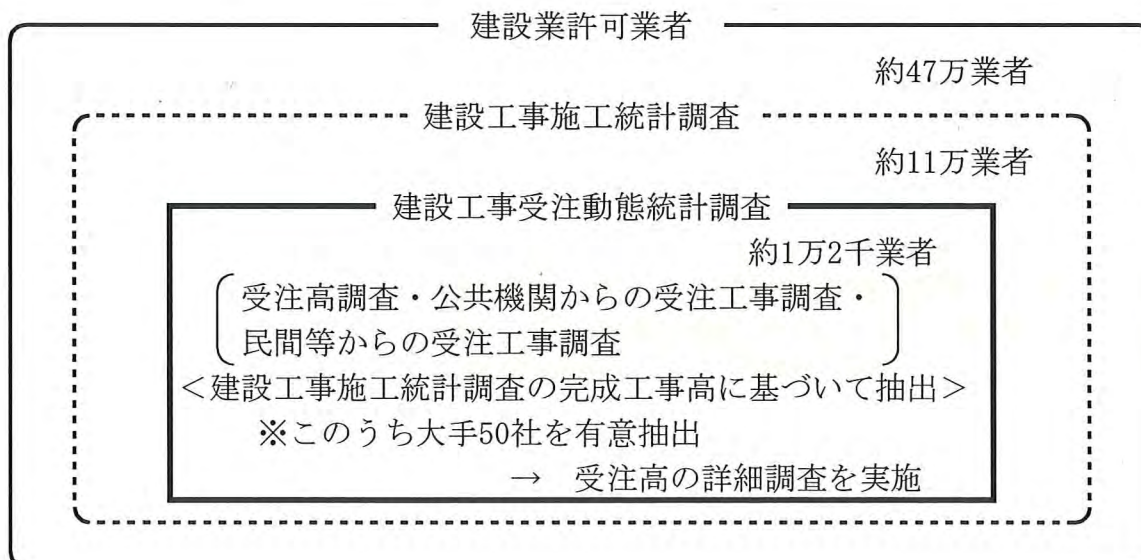 建設業許可業者
約47万業者
建設工事施工統計調査
約11万業者
建設工事受注動態統計調査
約1万2千業者
受注高調査・公共機関からの受注工事調査・
民間等からの受注工事調査
＜建設工事施工統計調査の完成工事高に基づいて抽出＞
※このうち大手50社を有意抽出
→ 受注高の詳細調査を実施